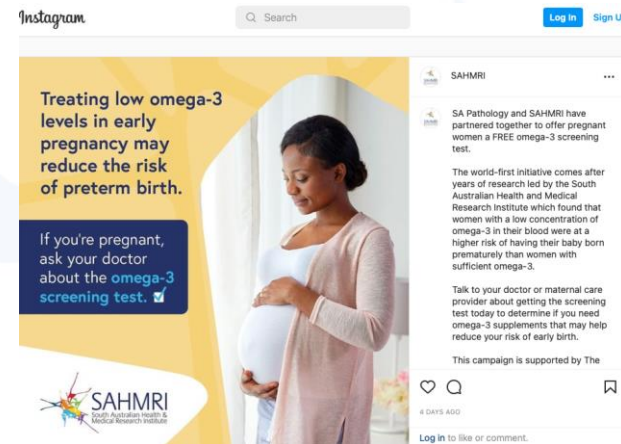 Instagram
Search
Log In
Sign U
Treating low omega-3
levels in early
pregnancy may
reduce the risk
of preterm birth.
If you're pregnant,
ask your doctor
about the omega-3
screening test.
SAHMRI
South Australian Health &
Medical Research Institute
SAHMRI
SA Pathology and SAHMRI have
partnered together to offer pregnant
women a FREE omega-3 screening
test.
The world-first initiative comes after
years of research led by the South
Australian Health and Medical
Research Institute which found that
women with a low concentration of
omega-3 in their blood were at a
higher risk of having their baby born
prematurely than women with
sufficient omega-3.
Talk to your doctor or maternal care
provider about getting the screening
test today to determine if you need
omega-3 supplements that may help
reduce your risk of early birth.
This campaign is supported by The
4 DAYS AGO
Log in to like or comment.